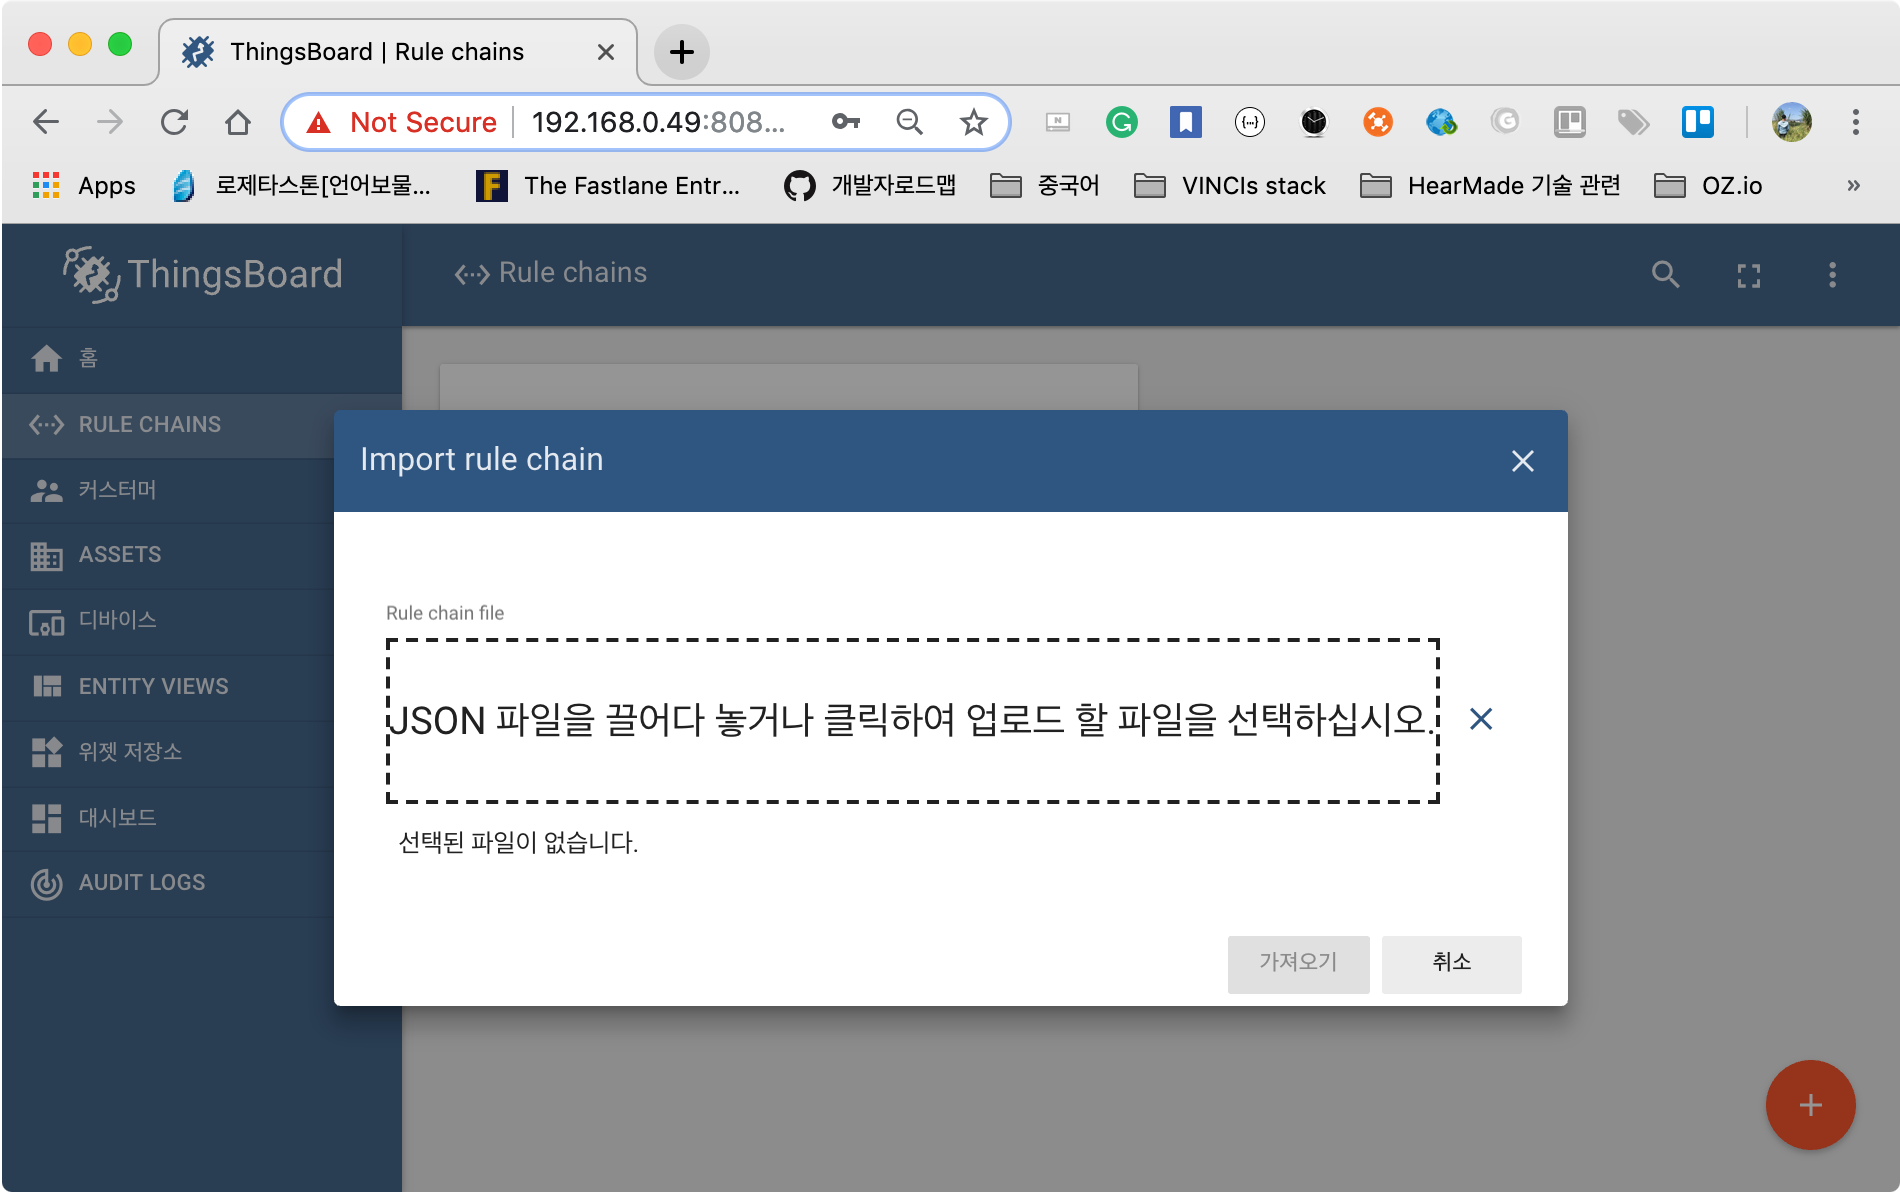 ThingsBoard | Rule chains
Not Secure
192.168.0.49:808...
Apps
로제타스톤[언어보물...
The Fastlane Entr...
개발자로드맵
중국어
VINCIs stack
HearMade 기술 관련
OZ.io
»
ThingsBoard
Rule chains
홈
RULE CHAINS
커스터머
ASSETS
디바이스
ENTITY VIEWS
위젯 저장소
대시보드
AUDIT LOGS
Import rule chain
Rule chain file
JSON 파일을 끌어다 놓거나 클릭하여 업로드 할 파일을 선택하십시오.
선택된 파일이 없습니다.
가져오기
취소